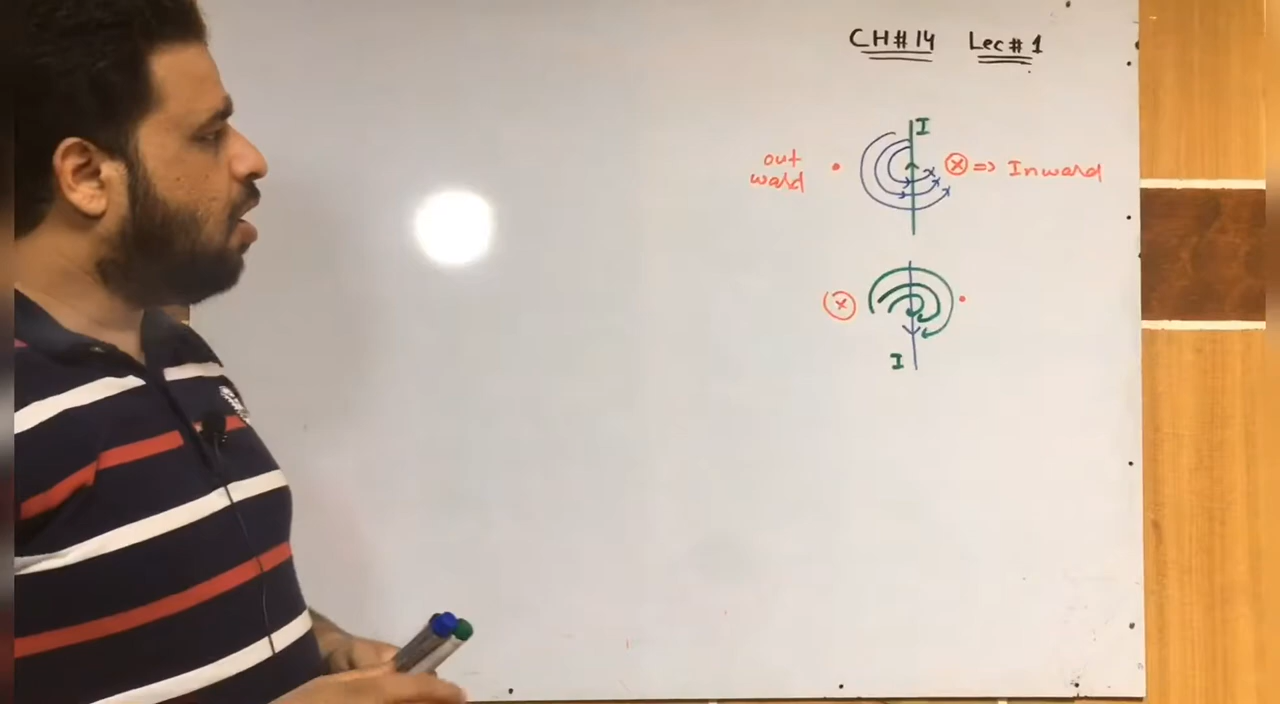 CH#14 Lec#1
I
out
ward • ⓧ => Inward
ⓧ •
I